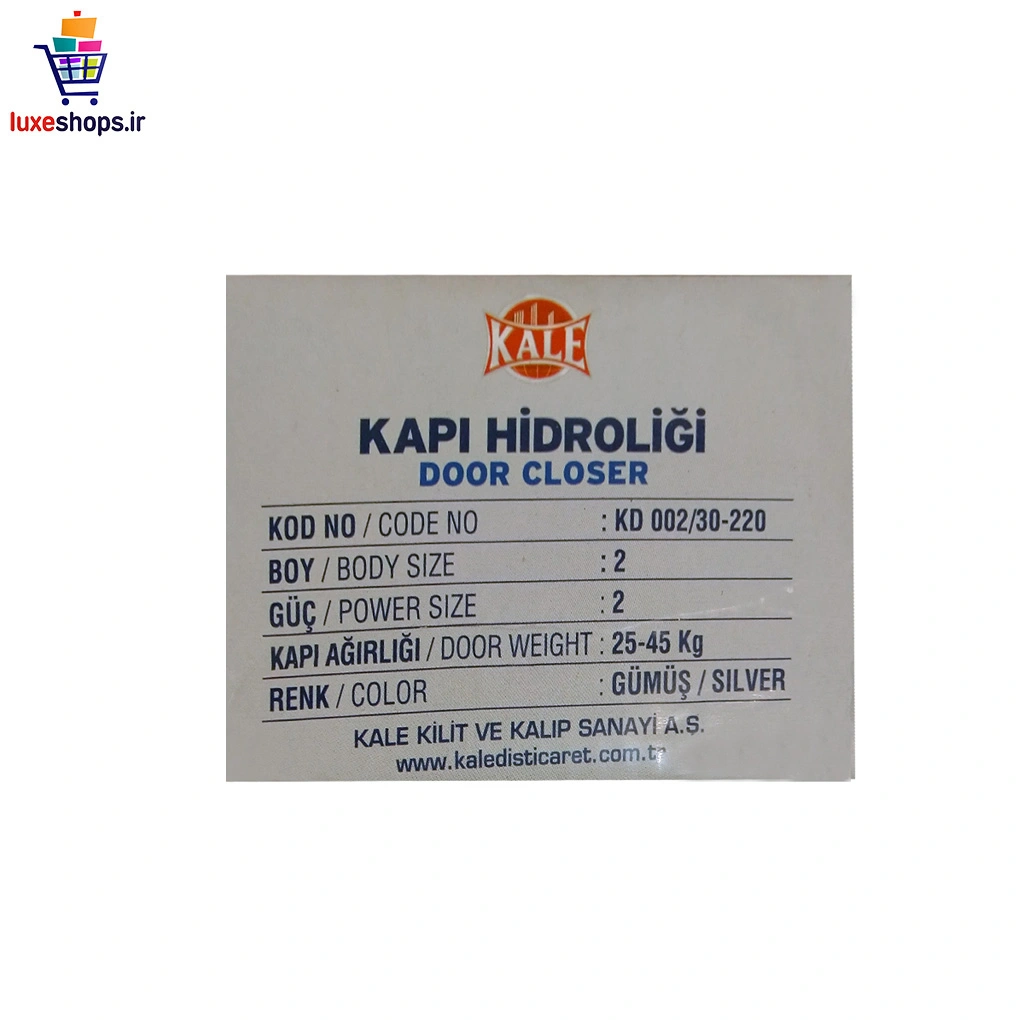 luxeshops.ir
KALE
KAPI HİDROLİĞİ
DOOR CLOSER
KOD NO / CODE NO : KD 002/30-220
BOY / BODY SIZE : 2
GÜÇ / POWER SIZE : 2
KAPI AĞIRLIĞI / DOOR WEIGHT : 25-45 Kg
RENK / COLOR : GÜMÜŞ / SILVER
KALE KİLİT VE KALIP SANAYİ A.Ş.
www.kaledisticaret.com.tr